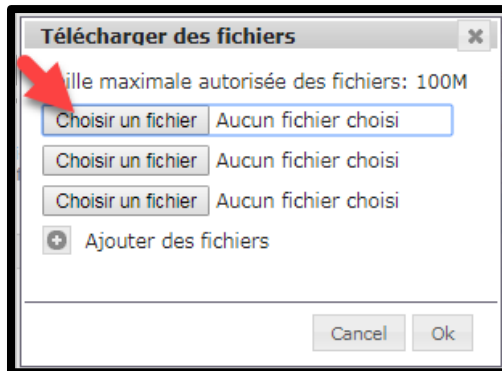 Télécharger des fichiers
ille maximale autorisée des fichiers: 100M
Choisir un fichier Aucun fichier choisi
Choisir un fichier Aucun fichier choisi
Choisir un fichier Aucun fichier choisi
Ajouter des fichiers
Cancel Ok